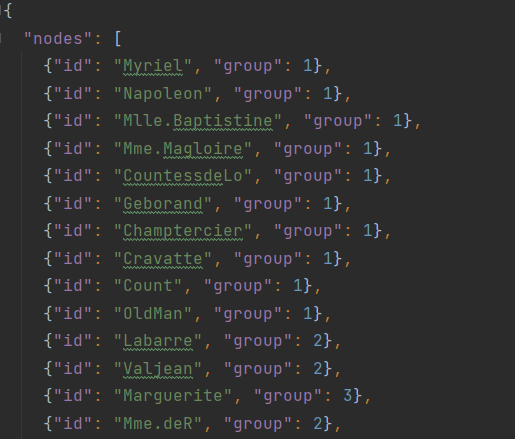 {
"nodes": [
{"id": "Myriel", "group": 1},
{"id": "Napoleon", "group": 1},
{"id": "Mlle.Baptistine", "group": 1},
{"id": "Mme.Magloire", "group": 1},
{"id": "CountessdeLo", "group": 1},
{"id": "Geborand", "group": 1},
{"id": "Champtercier", "group": 1},
{"id": "Cravatte", "group": 1},
{"id": "Count", "group": 1},
{"id": "OldMan", "group": 1},
{"id": "Labarre", "group": 2},
{"id": "Valjean", "group": 2},
{"id": "Marguerite", "group": 3},
{"id": "Mme.deR", "group": 2},